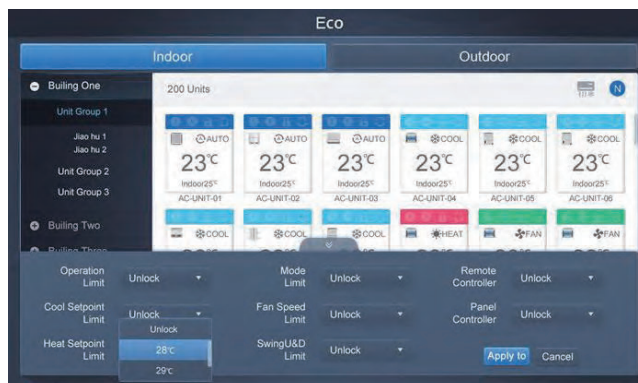 Eco
Indoor
Outdoor
Builing One
200 Units
N
Unit Group 1
Jiao hu 1
Jiao hu 2
Unit Group 2
Unit Group 3
Builing Two
Builing Three
AUTO
AUTO
AUTO
COOL
COOL
COOL
23°C
23°C
23°C
23°C
23°C
23°C
Indoor25°C
Indoor25°C
Indoor25°C
Indoor25°C
Indoor25°C
Indoor25°C
AC-UNIT-01
AC-UNIT-02
AC-UNIT-03
AC-UNIT-04
AC-UNIT-05
AC-UNIT-06
COOL
COOL
COOL
HEAT
FAN
FAN
Operation
Limit
Unlock
Mode
Limit
Unlock
Remote
Controller
Unlock
Cool Setpoint
Limit
Unlock
Fan Speed
Limit
Unlock
Panel
Controller
Unlock
Unlock
28°C
29°C
Heat Setpoint
Limit
SwingU&D
Limit
Unlock
Apply to
Cancel